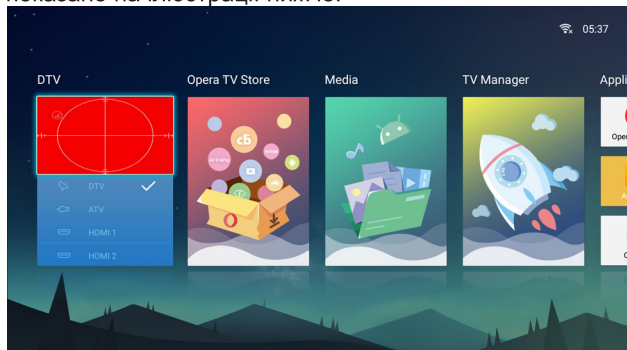 показано на ілюстрації нижче.
05:37
DTV
Opera TV Store
Media
TV Manager
Appli
DTV
ATV
HDMI 1
HDMI 2
сб